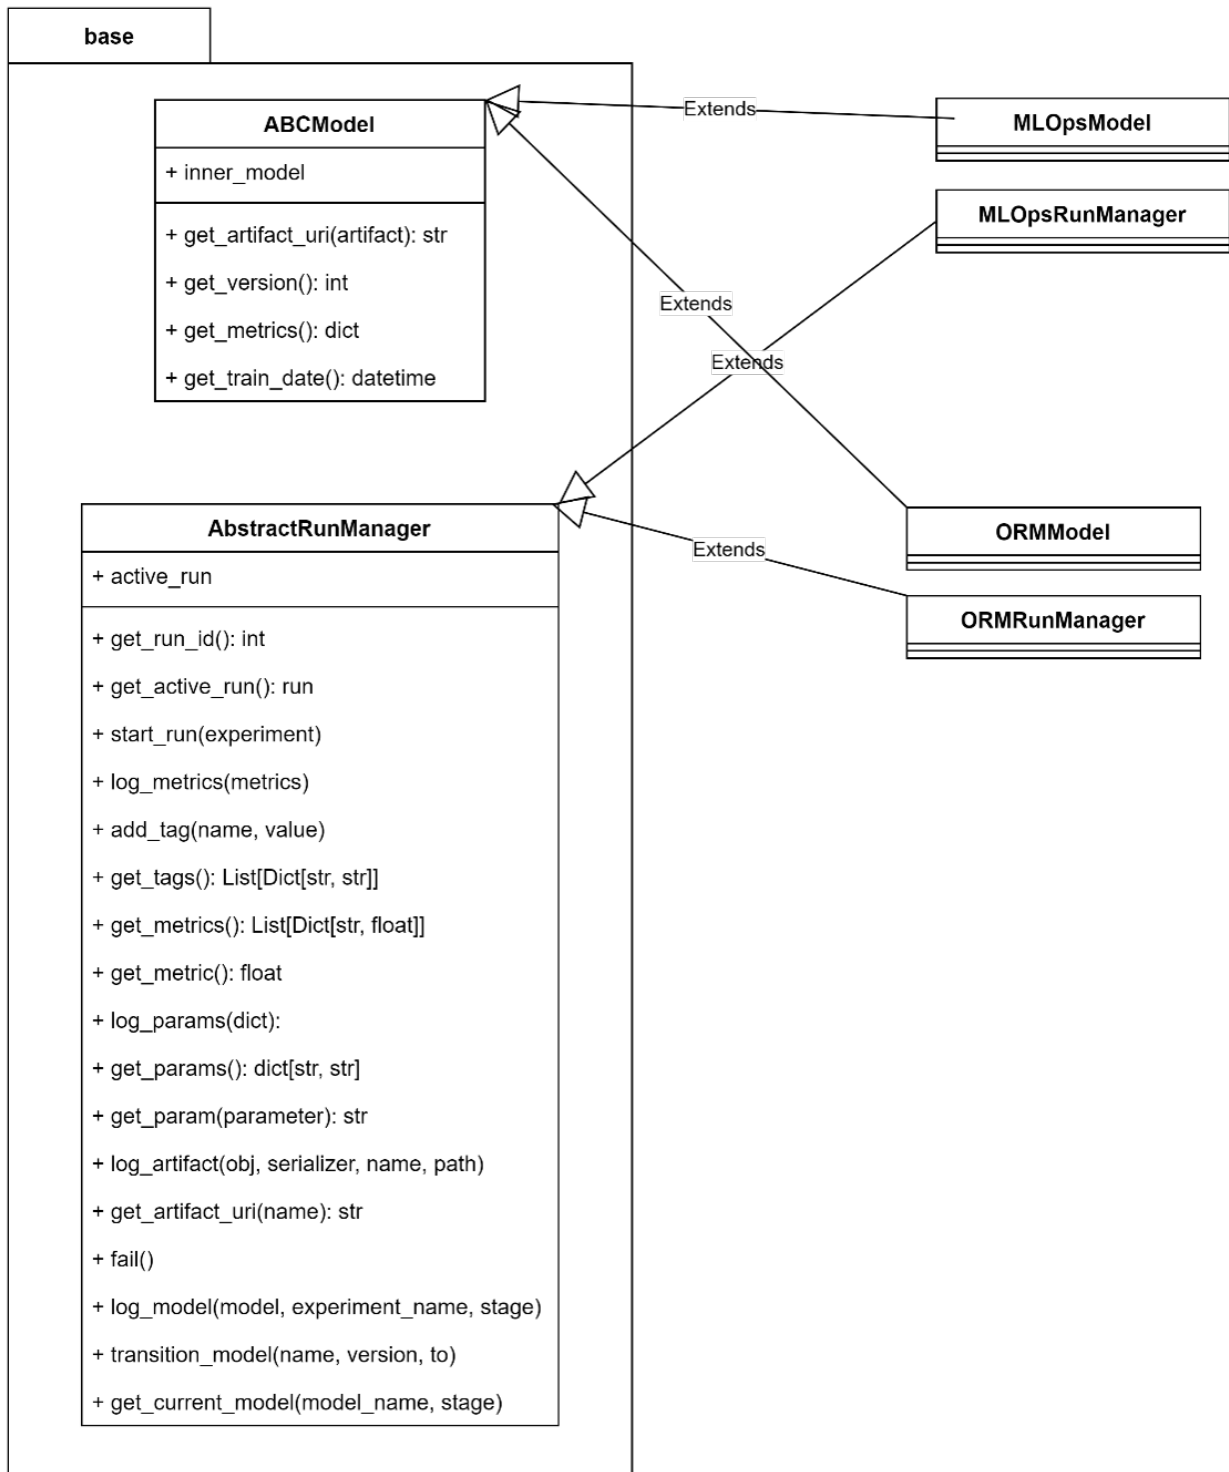 base
ABCModel
+ inner_model
+ get_artifact_uri(artifact): str
+ get_version(): int
+ get_metrics(): dict
+ get_train_date(): datetime
Extends
MLOpsModel
MLOpsRunManager
Extends
Extends
AbstractRunManager
+ active_run
+ get_run_id(): int
+ get_active_run(): run
+ start_run(experiment)
+ log_metrics(metrics)
+ add_tag(name, value)
+ get_tags(): List[Dict[str, str]]
+ get_metrics(): List[Dict[str, float]]
+ get_metric(): float
+ log_params(dict):
+ get_params(): dict[str, str]
+ get_param(parameter): str
+ log_artifact(obj, serializer, name, path)
+ get_artifact_uri(name): str
+ fail()
+ log_model(model, experiment_name, stage)
+ transition_model(name, version, to)
+ get_current_model(model_name, stage)
Extends
ORMModel
ORMRunManager